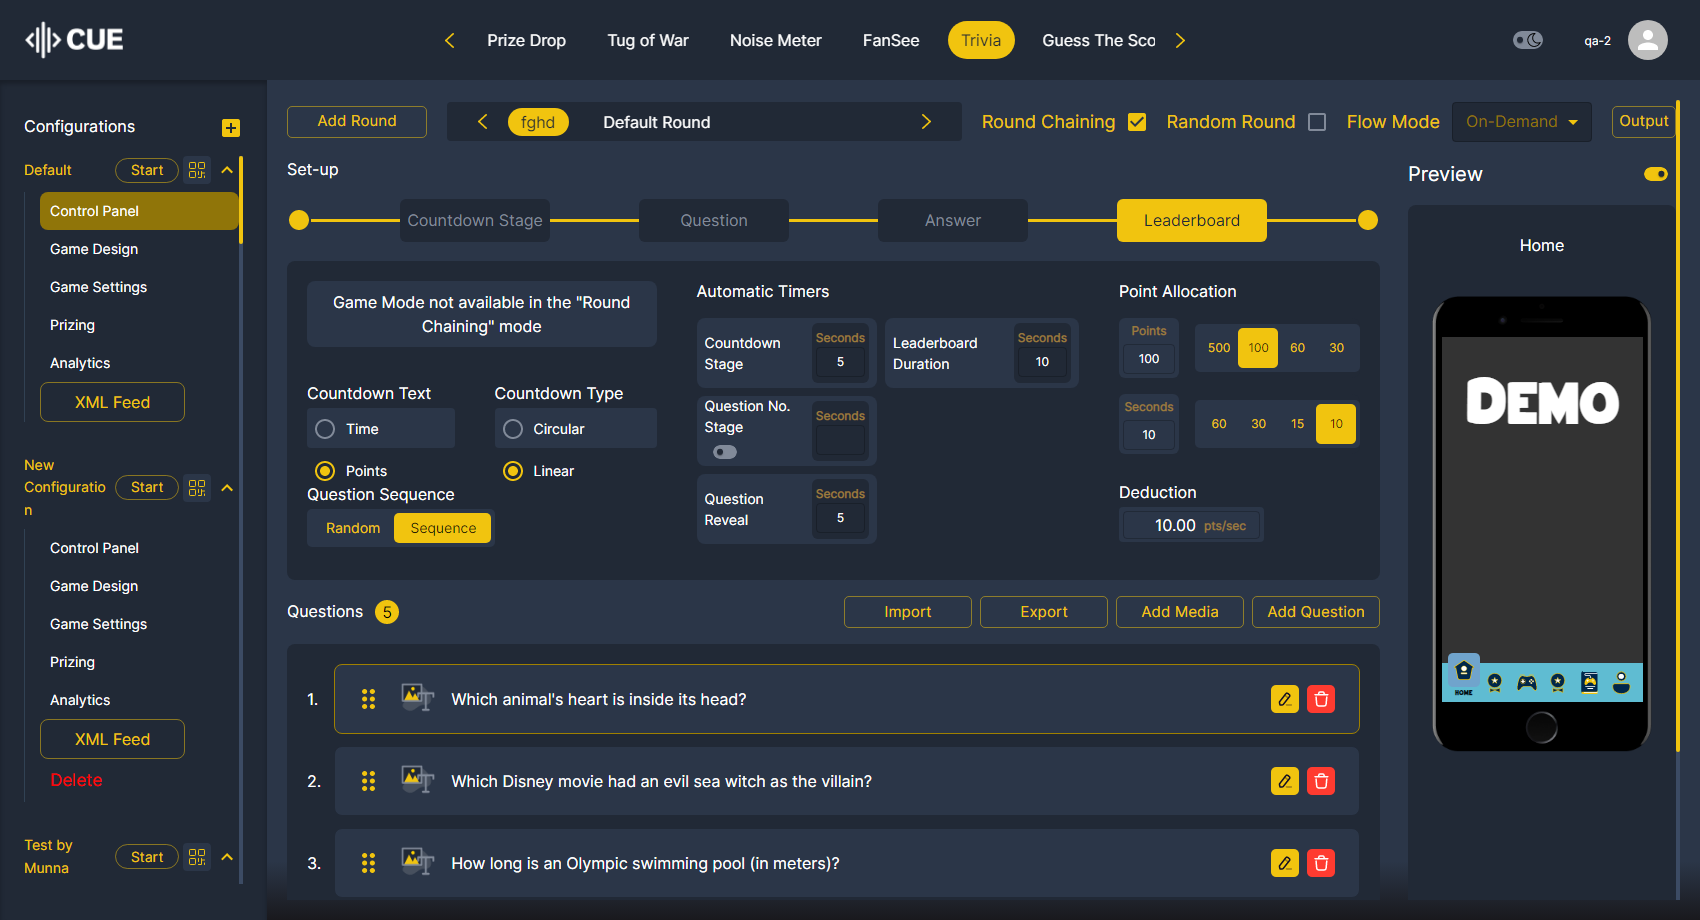 CUE
Prize Drop
Tug of War
Noise Meter
FanSee
Trivia
Guess The Sco
qa-2
Configurations
Default
Start
Control Panel
Game Design
Game Settings
Prizing
Analytics
XML Feed
New
Configuratio
n
Start
Control Panel
Game Design
Game Settings
Prizing
Analytics
XML Feed
Delete
Test by
Munna
Start
Add Round
fghd
Default Round
Round Chaining
Random Round
Flow Mode
On-Demand
Output
Set-up
Countdown Stage
Question
Answer
Leaderboard
Game Mode not available in the "Round
Chaining" mode
Countdown Text
Time
Points
Countdown Type
Circular
Linear
Question Sequence
Random
Sequence
Automatic Timers
Countdown
Stage
Seconds
5
Leaderboard
Duration
Seconds
10
Question No.
Stage
Seconds
Question
Reveal
Seconds
5
Point Allocation
Points
100
500
100
60
30
Seconds
10
60
30
15
10
Deduction
10.00 pts/sec
Questions 5
Import
Export
Add Media
Add Question
1. Which animal's heart is inside its head?
2. Which Disney movie had an evil sea witch as the villain?
3. How long is an Olympic swimming pool (in meters)?
Preview
Home
DEMO
HOME